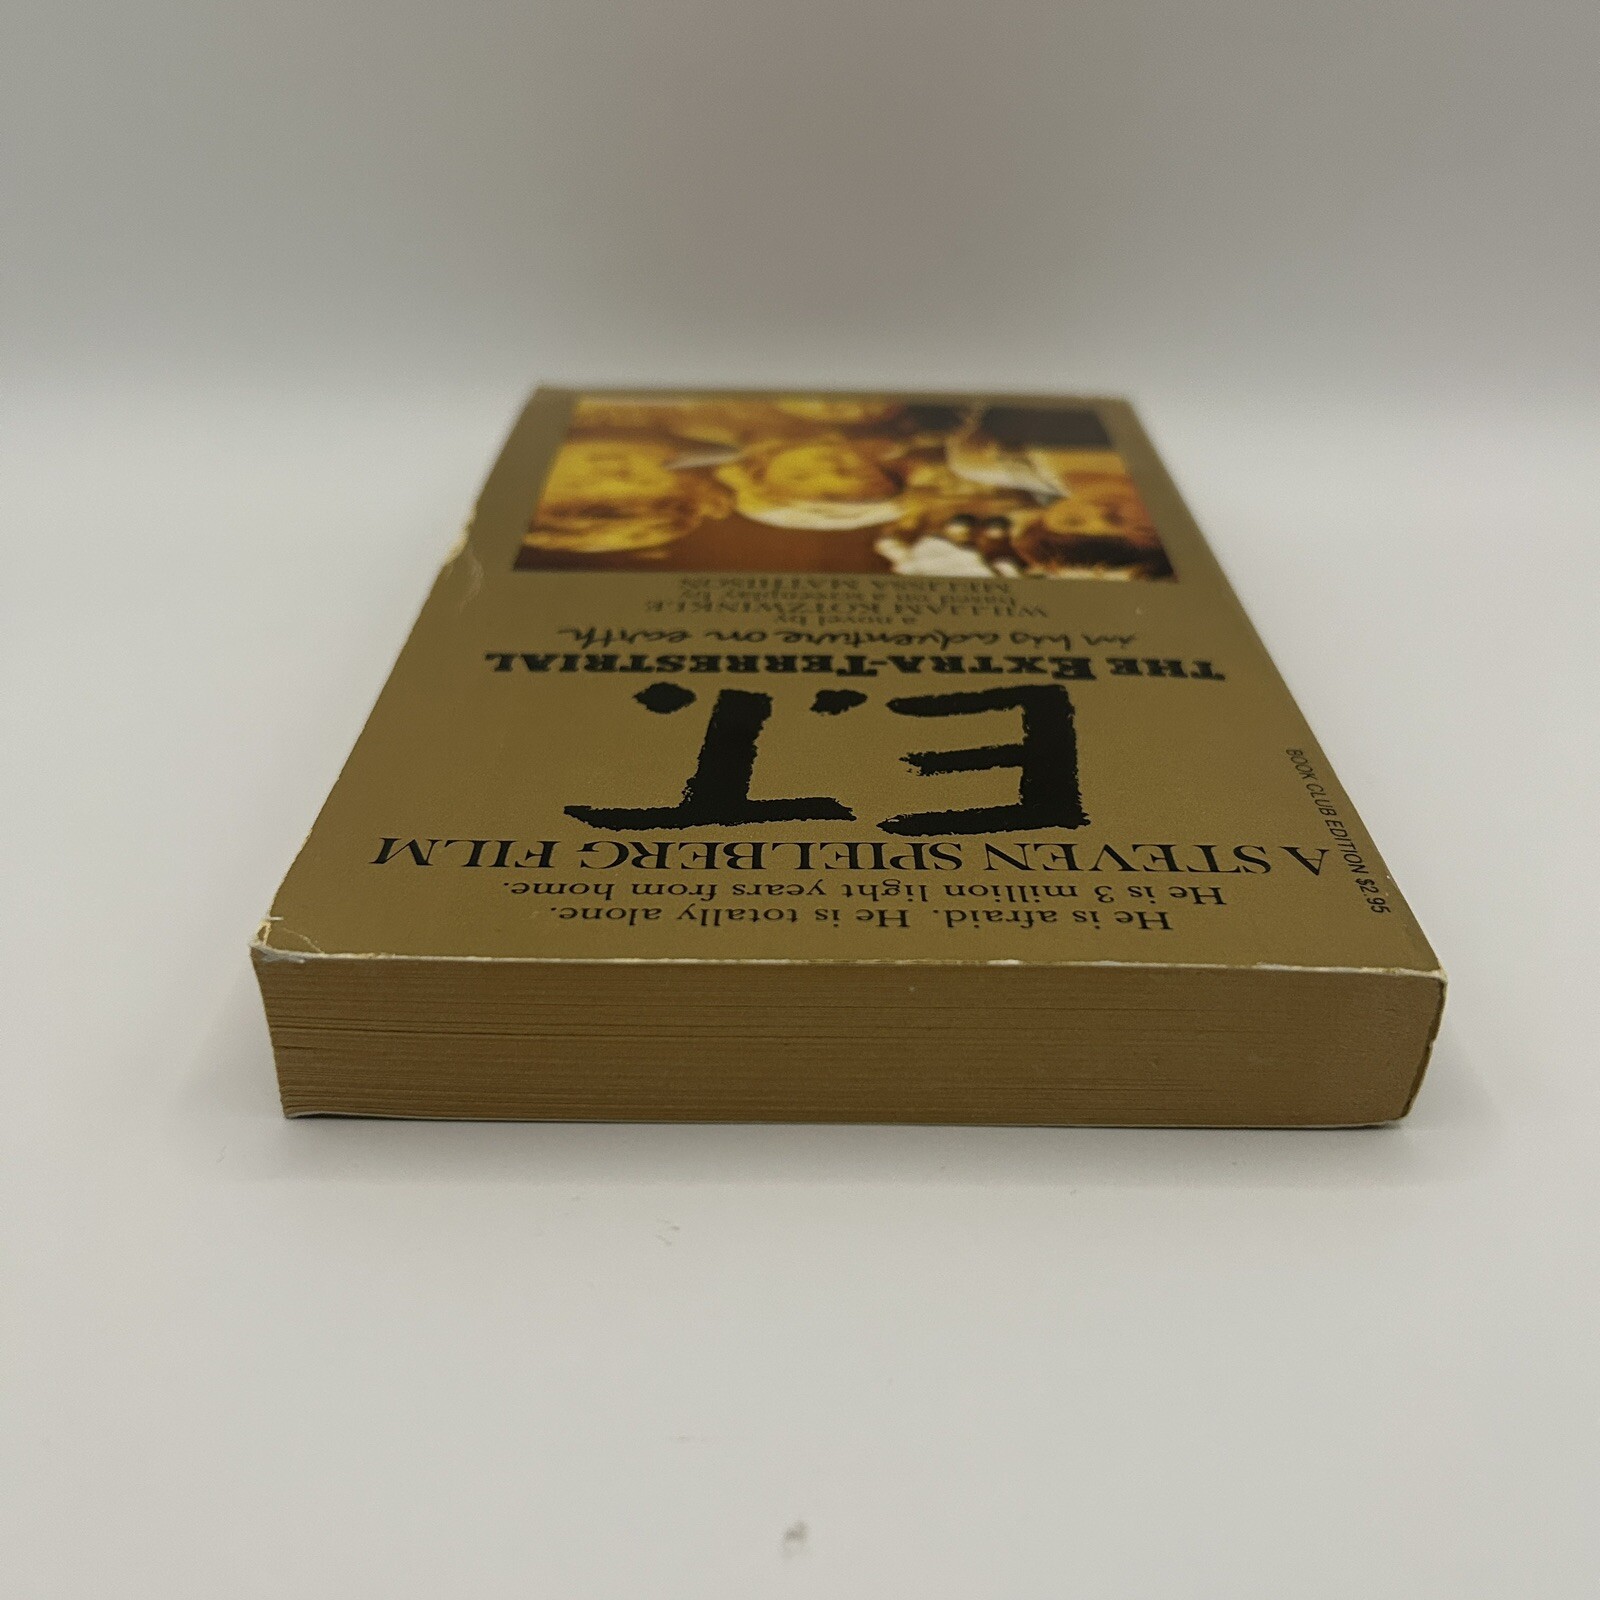 He is afraid. He is totally alone.
He is 3 million light years from home.
A STEVEN SPIELBERG FILM
E.T.
THE EXTRA-TERRESTRIAL
in his adventure on earth
a novel by
WILLIAM KOTZWINKLE
based on a screenplay by
MELISSA MATHISON
BOOK CLUB EDITION $2.95